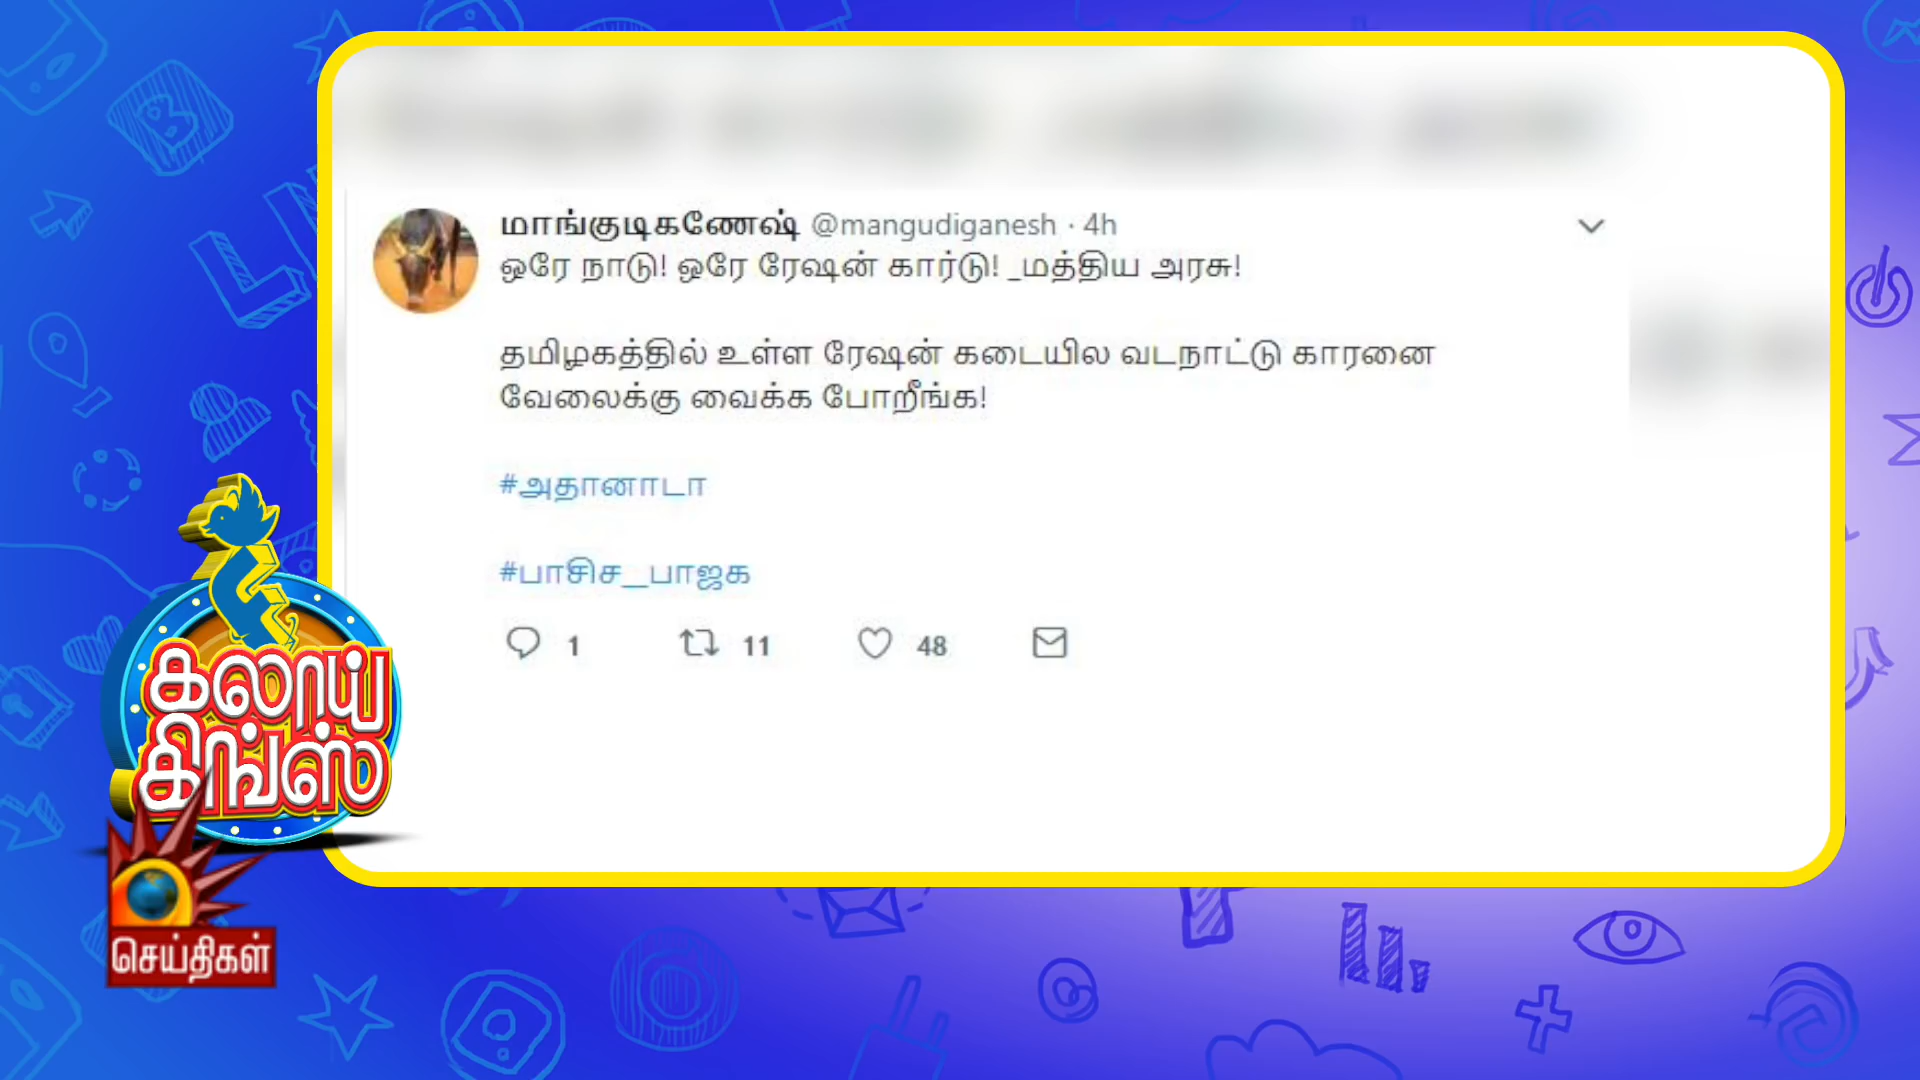 மாங்குடிகணேஷ் @mangudiganesh · 4h
ஒரே நாடு! ஒரே ரேஷன் கார்டு! _மத்திய அரசு!
தமிழகத்தில் உள்ள ரேஷன் கடையில வடநாட்டு காரனை
வேலைக்கு வைக்க போறீங்க!
#அதானாடா
#பாசிச__பாஜக
1 11 48
கலாய்
கிங்ஸ்
செய்திகள்